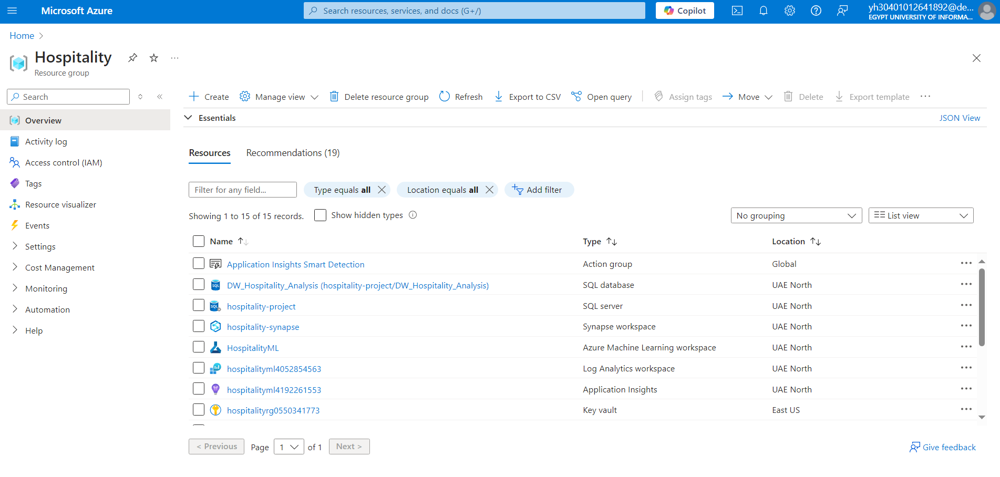 Microsoft Azure
Search resources, services, and docs (G+/)
Copilot
yh30401012641892@de...
EGYPT UNIVERSITY OF INFORMA...
Home
Hospitality
Resource group
Search
Create
Manage view
Delete resource group
Refresh
Export to CSV
Open query
Assign tags
Move
Delete
Export template
Overview
Activity log
Access control (IAM)
Tags
Resource visualizer
Events
Settings
Cost Management
Monitoring
Automation
Help
Essentials
JSON View
Resources
Recommendations (19)
Filter for any field...
Type equals all
Location equals all
Add filter
Showing 1 to 15 of 15 records.
Show hidden types
No grouping
List view
Name Type Location
Application Insights Smart Detection Action group Global
DW_Hospitality_Analysis (hospitality-project/DW_Hospitality_Analysis) SQL database UAE North
hospitality-project SQL server UAE North
hospitality-synapse Synapse workspace UAE North
HospitalityML Azure Machine Learning workspace UAE North
hospitalityml4052854563 Log Analytics workspace UAE North
hospitalityml4192261553 Application Insights UAE North
hospitalityrg0550341773 Key vault East US
< Previous
Page 1 of 1
Next >
Give feedback